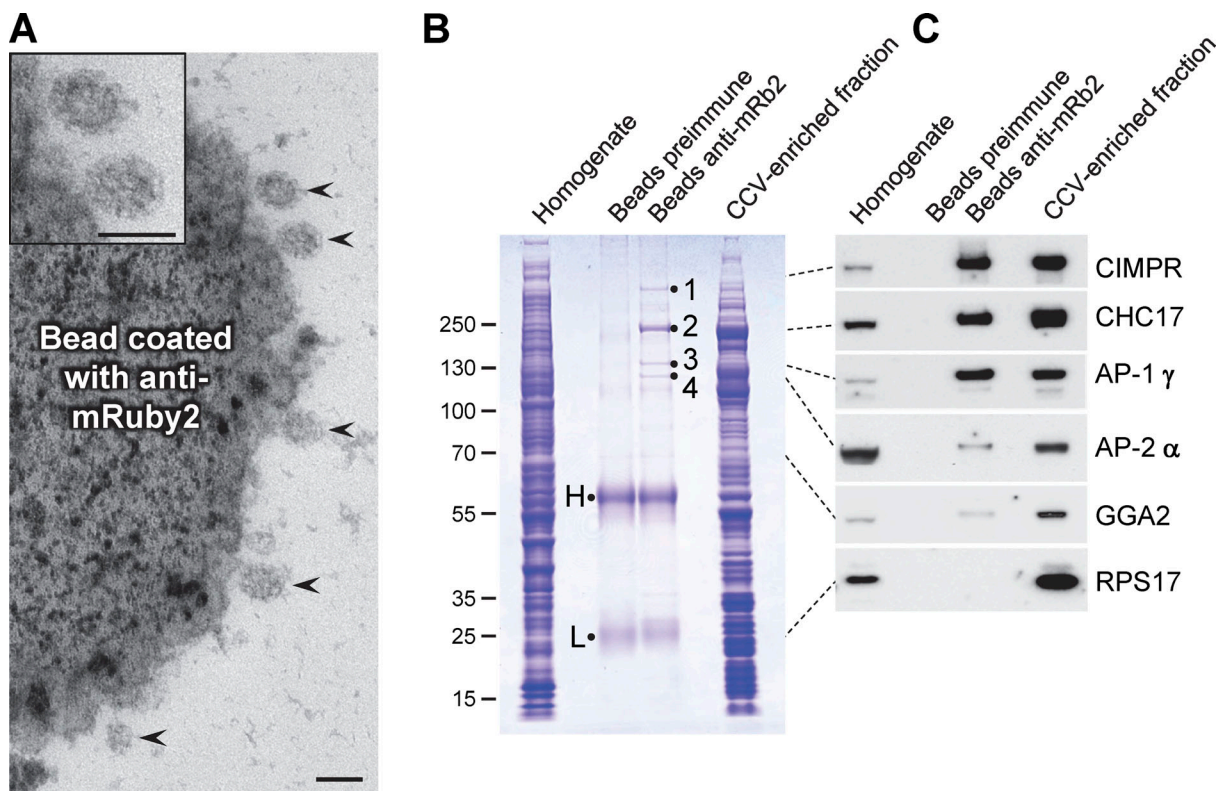 A
Bead coated
with anti-
mRuby2
B
Homogenate
Beads preimmune
Beads anti-mRb2
CCV-enriched fraction
250
130
100
70
55
35
25
15
1
2
3
4
H
L
C
Homogenate
Beads preimmune
Beads anti-mRb2
CCV-enriched fraction
CIMPR
CHC17
AP-1 γ
AP-2 α
GGA2
RPS17